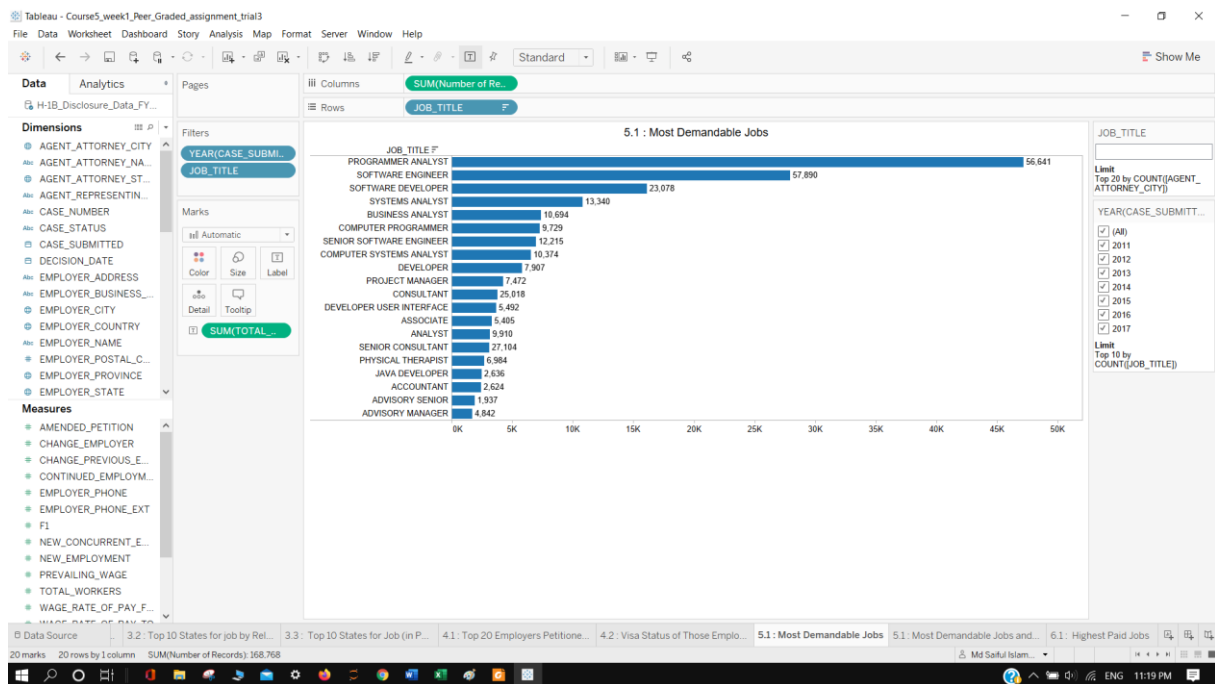 Tableau - Course5_week1_Peer_Graded_assignment_trial3
File Data Worksheet Dashboard Story Analysis Map Format Server Window Help
Standard
Show Me
Data Analytics
H-1B_Disclosure_Data_FY...
Dimensions
AGENT_ATTORNEY_CITY
Abc AGENT_ATTORNEY_NA...
AGENT_ATTORNEY_ST...
Abc AGENT_REPRESENTIN...
Abc CASE_NUMBER
Abc CASE_STATUS
CASE_SUBMITTED
DECISION_DATE
Abc EMPLOYER_ADDRESS
Abc EMPLOYER_BUSINESS_...
EMPLOYER_CITY
EMPLOYER_COUNTRY
Abc EMPLOYER_NAME
# EMPLOYER_POSTAL_C...
EMPLOYER_PROVINCE
EMPLOYER_STATE
Measures
# AMENDED_PETITION
# CHANGE_EMPLOYER
# CHANGE_PREVIOUS_E...
# CONTINUED_EMPLOYM...
# EMPLOYER_PHONE
# EMPLOYER_PHONE_EXT
# F1
# NEW_CONCURRENT_E...
# NEW_EMPLOYMENT
# PREVAILING_WAGE
# TOTAL_WORKERS
# WAGE_RATE_OF_PAY_F...
Pages
Filters
YEAR(CASE_SUBMI..
JOB_TITLE
Marks
Automatic
Color Size Label
Detail Tooltip
SUM(TOTAL_..
Columns SUM(Number of Re..
Rows JOB_TITLE
5.1 : Most Demandable Jobs
JOB_TITLE
PROGRAMMER ANALYST 56,641
SOFTWARE ENGINEER 57,890
SOFTWARE DEVELOPER 23,078
SYSTEMS ANALYST 13,340
BUSINESS ANALYST 10,694
COMPUTER PROGRAMMER 9,729
SENIOR SOFTWARE ENGINEER 12,215
COMPUTER SYSTEMS ANALYST 10,374
DEVELOPER 7,907
PROJECT MANAGER 7,472
CONSULTANT 25,018
DEVELOPER USER INTERFACE 5,492
ASSOCIATE 5,405
ANALYST 9,910
SENIOR CONSULTANT 27,104
PHYSICAL THERAPIST 6,984
JAVA DEVELOPER 2,636
ACCOUNTANT 2,624
ADVISORY SENIOR 1,937
ADVISORY MANAGER 4,842
0K 5K 10K 15K 20K 25K 30K 35K 40K 45K 50K
JOB_TITLE
Limit
Top 20 by COUNT([AGENT_
ATTORNEY_CITY])
YEAR(CASE_SUBMITT...
(All)
2011
2012
2013
2014
2015
2016
2017
Limit
Top 10 by
COUNT([JOB_TITLE])
Data Source 3.2 : Top 10 States for job by Rel... 3.3 : Top 10 States for Job (in P... 4.1 : Top 20 Employers Petitione... 4.2 : Visa Status of Those Emplo... 5.1 : Most Demandable Jobs 5.1 : Most Demandable Jobs and... 6.1 : Highest Paid Jobs
20 marks 20 rows by 1 column SUM(Number of Records): 168,768 Md Saiful Islam...
ENG 11:19 PM